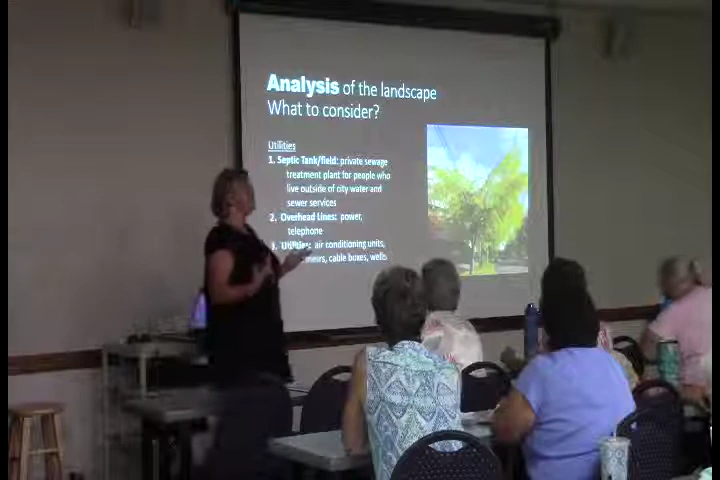 Analysis of the landscape
What to consider?
Utilities
1. Septic Tank/field: private sewage
treatment plant for people who
live outside of city water and
sewer services
2. Overhead Lines: power,
telephone
3. Utilities: air conditioning units,
cable boxes, wells